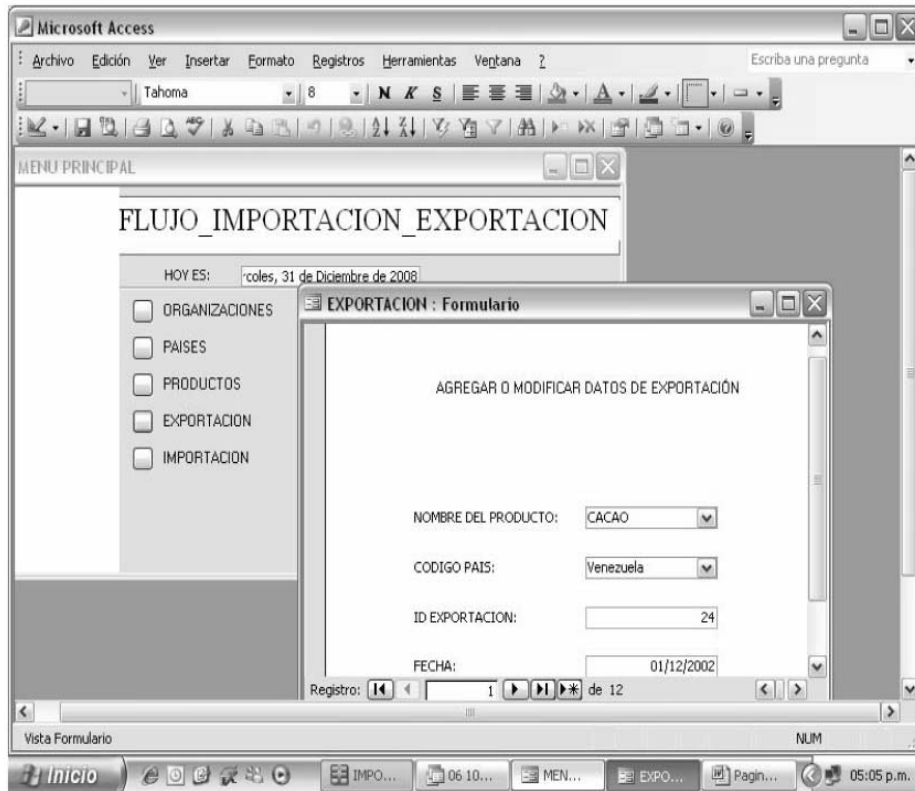 Microsoft Access
Archivo Edición Ver Insertar Formato Registros Herramientas Ventana ? Escriba una pregunta
Tahoma 8 N K S
MENU PRINCIPAL
FLUJO_IMPORTACION_EXPORTACION
HOY ES: rcoles, 31 de Diciembre de 2008
ORGANIZACIONES
PAISES
PRODUCTOS
EXPORTACION
IMPORTACION
EXPORTACION : Formulario
AGREGAR O MODIFICAR DATOS DE EXPORTACIÓN
NOMBRE DEL PRODUCTO: CACAO
CODIGO PAIS: Venezuela
ID EXPORTACION: 24
FECHA: 01/12/2002
Registro: 1 de 12
Vista Formulario NUM
Inicio IMPO... 06 10... MEN... EXPO... Pagin... 05:05 p.m.